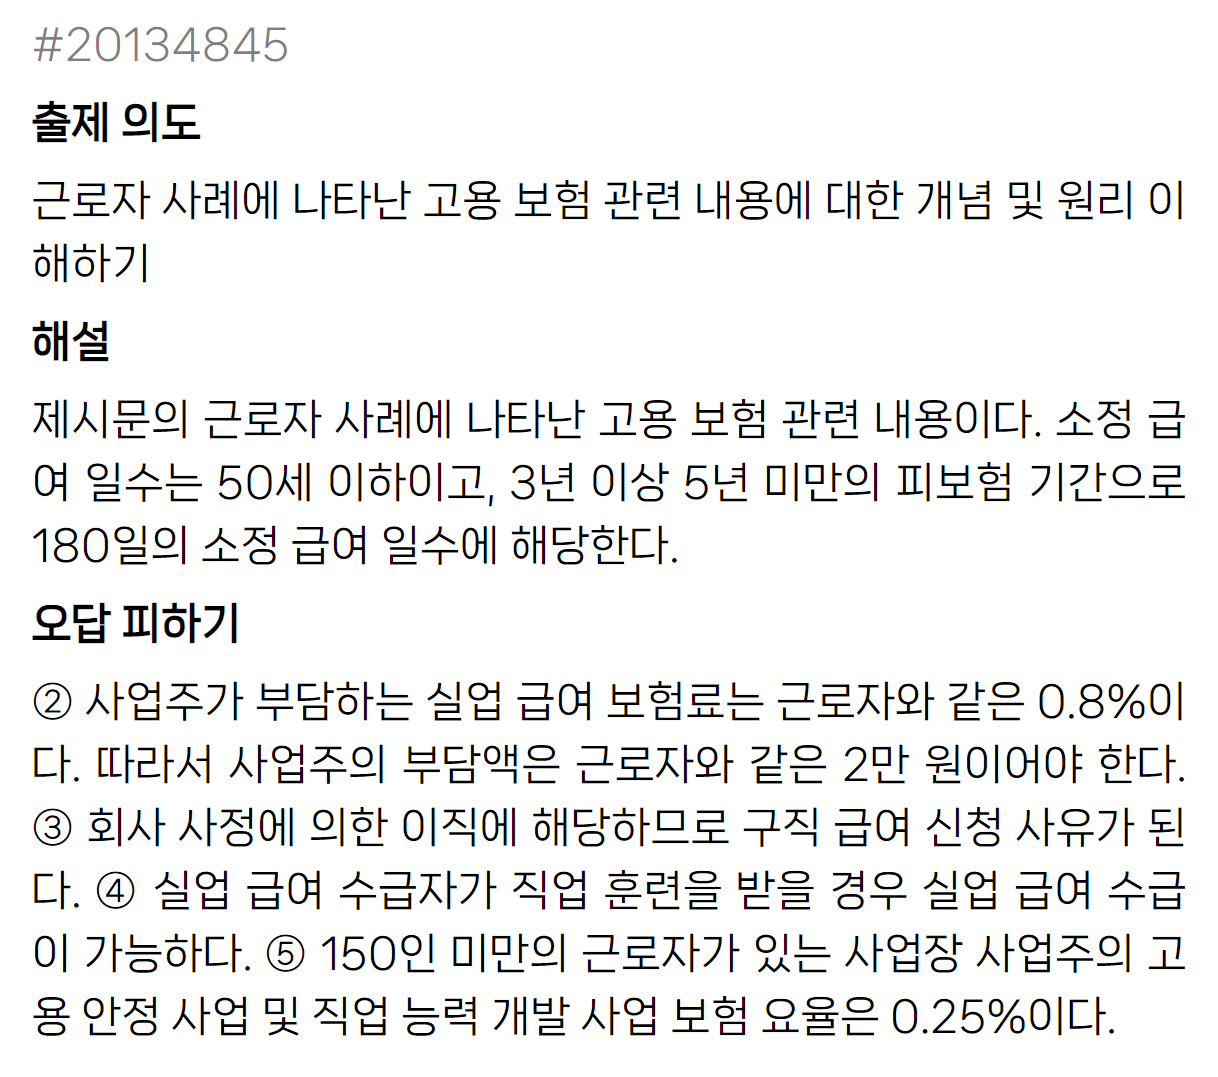 #20134845
출제 의도
근로자 사례에 나타난 고용 보험 관련 내용에 대한 개념 및 원리 이
해하기
해설
제시문의 근로자 사례에 나타난 고용 보험 관련 내용이다. 소정 급
여 일수는 50세 이하이고, 3년 이상 5년 미만의 피보험 기간으로
180일의 소정 급여 일수에 해당한다.
오답 피하기
② 사업주가 부담하는 실업 급여 보험료는 근로자와 같은 0.8%이
다. 따라서 사업주의 부담액은 근로자와 같은 2만 원이어야 한다.
③ 회사 사정에 의한 이직에 해당하므로 구직 급여 신청 사유가 된
다. ④ 실업 급여 수급자가 직업 훈련을 받을 경우 실업 급여 수급
이 가능하다. ⑤ 150인 미만의 근로자가 있는 사업장 사업주의 고
용 안정 사업 및 직업 능력 개발 사업 보험 요율은 0.25%이다.